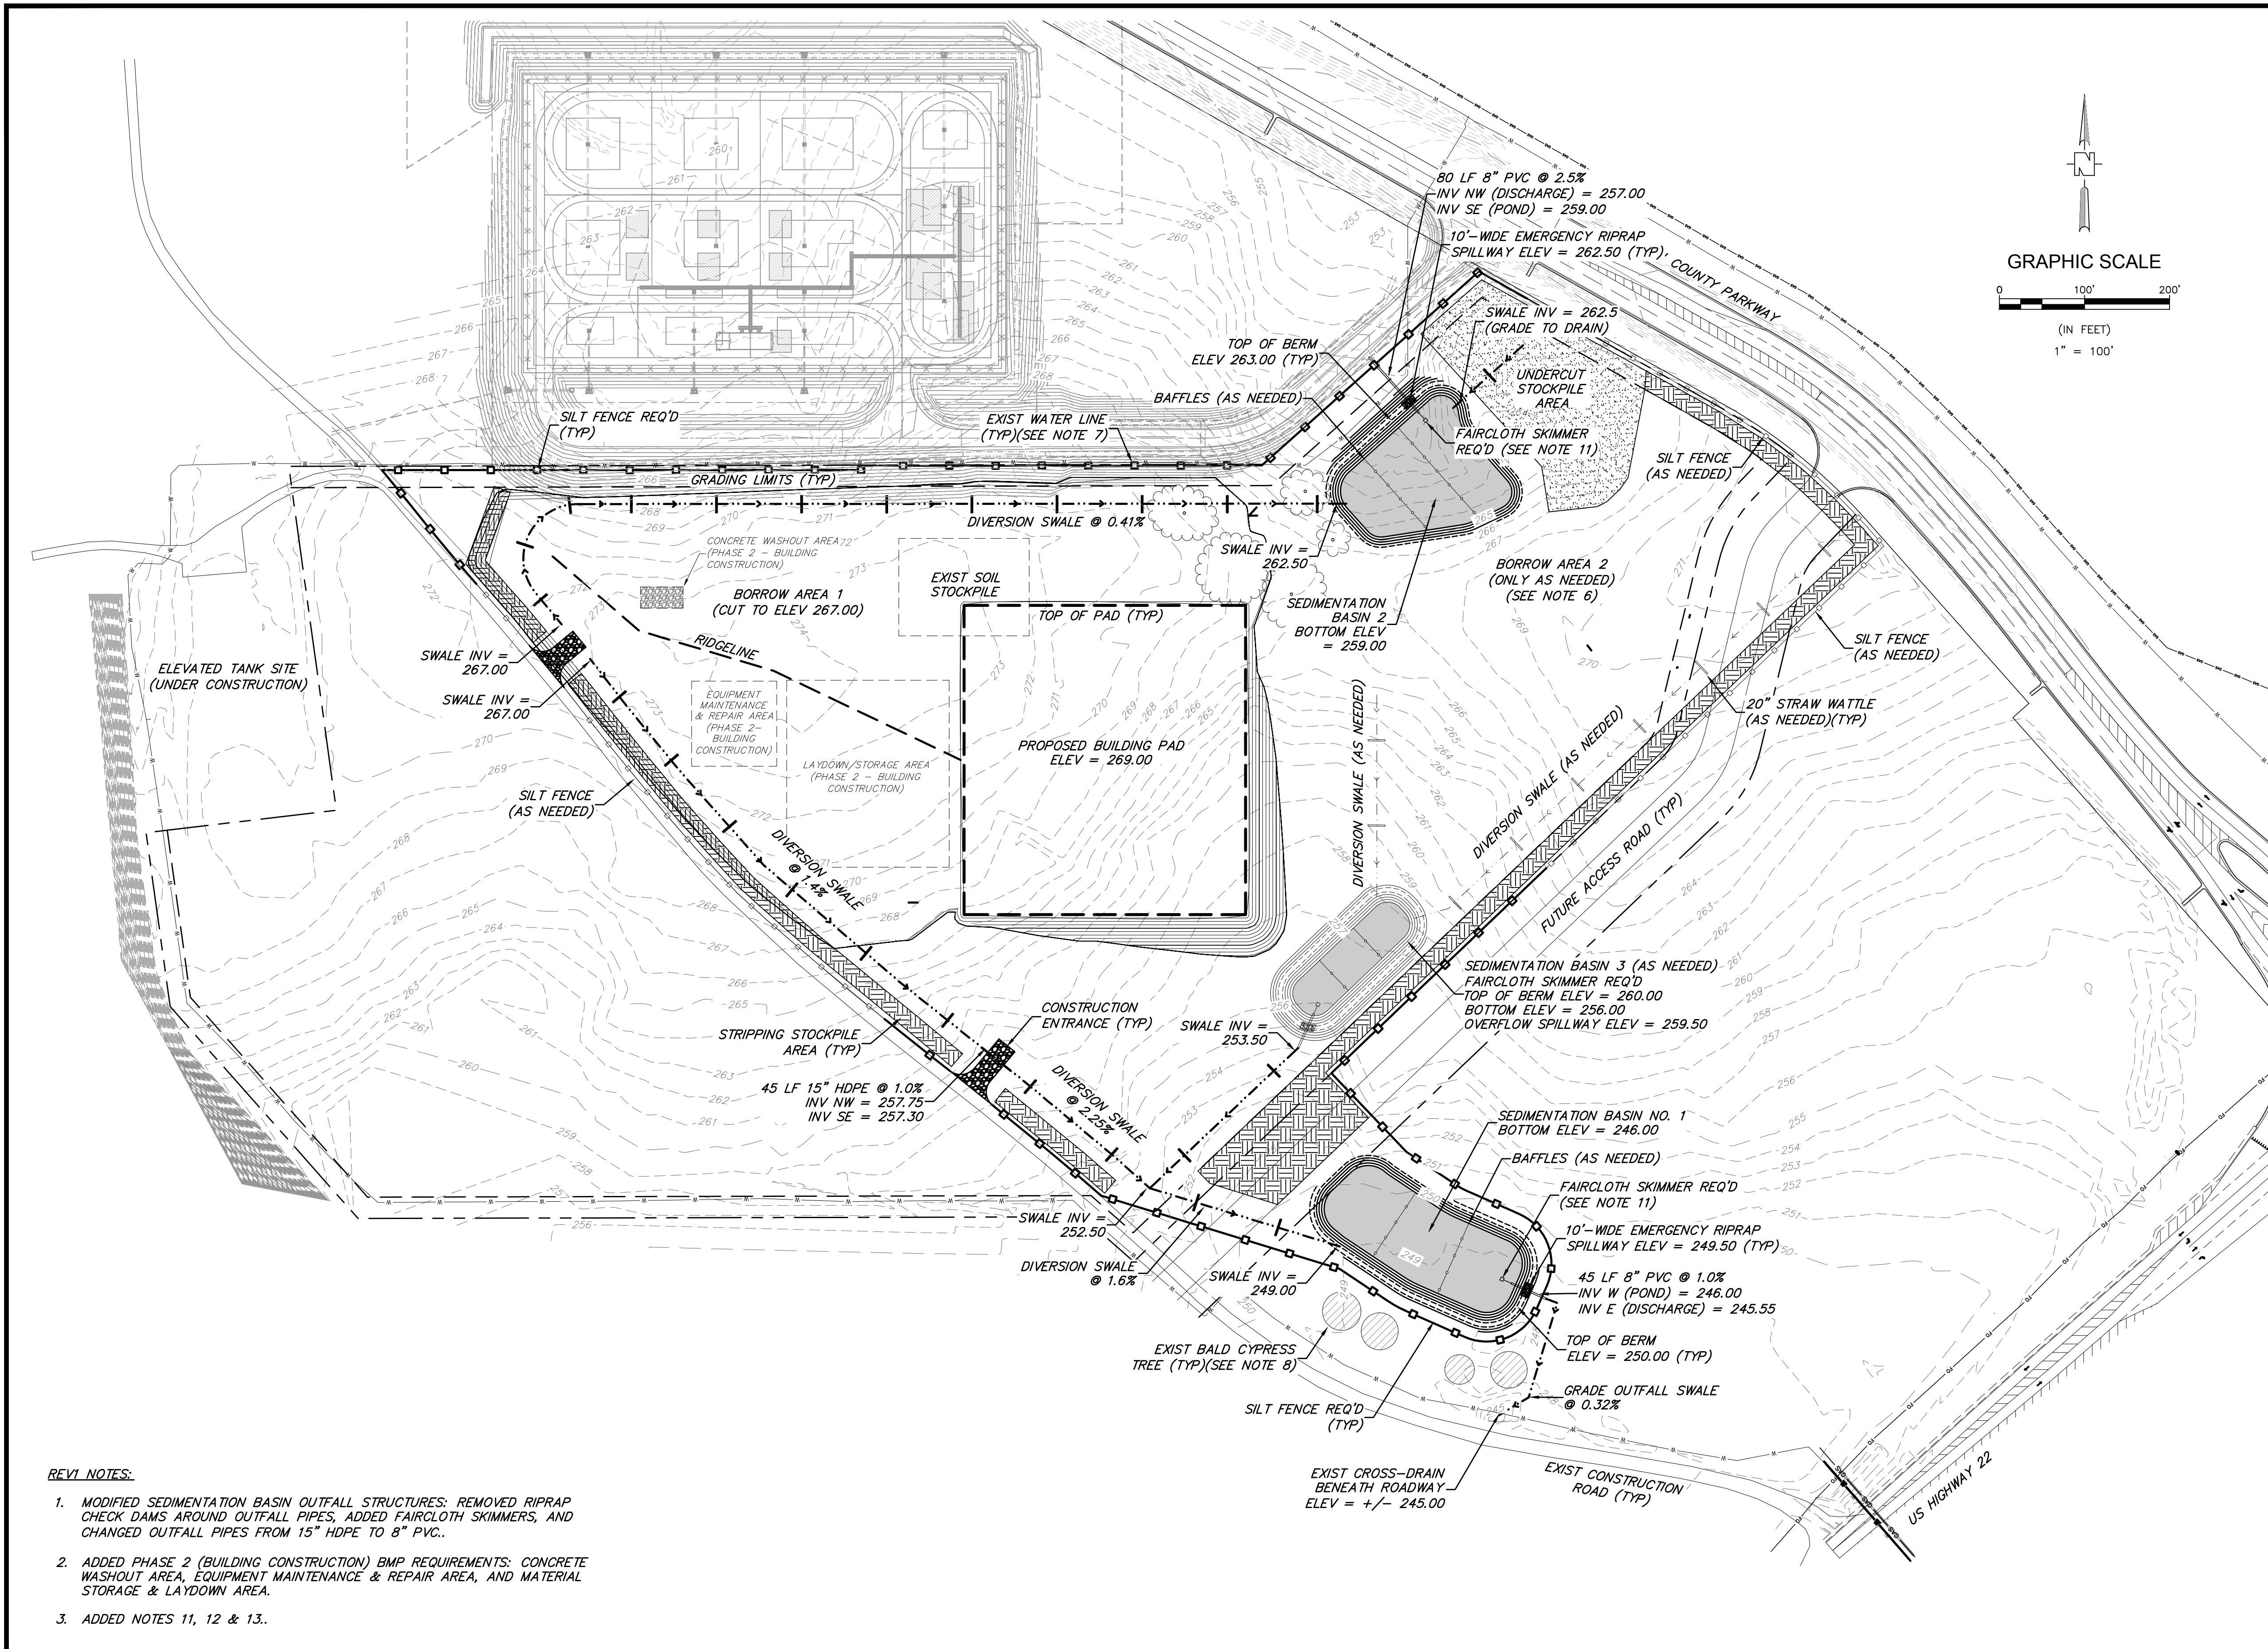 80 LF 8" PVC @ 2.5%
INV NW (DISCHARGE) = 257.00
INV SE (POND) = 259.00
10'-WIDE EMERGENCY RIPRAP
SPILLWAY ELEV = 262.50 (TYP)
COUNTY PARKWAY
N
GRAPHIC SCALE
0 100' 200'
(IN FEET)
1" = 100'
SWALE INV = 262.5
(GRADE TO DRAIN)
TOP OF BERM
ELEV 263.00 (TYP)
UNDERCUT
STOCKPILE
AREA
BAFFLES (AS NEEDED)
SILT FENCE REQ'D
(TYP)
EXIST WATER LINE
(TYP)(SEE NOTE 7)
FAIRCLOTH SKIMMER
REQ'D (SEE NOTE 11)
SILT FENCE
(AS NEEDED)
GRADING LIMITS (TYP)
DIVERSION SWALE @ 0.41%
CONCRETE WASHOUT AREA
(PHASE 2 - BUILDING
CONSTRUCTION)
SWALE INV =
262.50
EXIST SOIL
STOCKPILE
BORROW AREA 1
(CUT TO ELEV 267.00)
BORROW AREA 2
(ONLY AS NEEDED)
(SEE NOTE 6)
TOP OF PAD (TYP)
SEDIMENTATION
BASIN 2
BOTTOM ELEV
= 259.00
RIDGELINE
SILT FENCE
(AS NEEDED)
ELEVATED TANK SITE
(UNDER CONSTRUCTION)
SWALE INV =
267.00
SWALE INV =
267.00
EQUIPMENT
MAINTENANCE
& REPAIR AREA
(PHASE 2-
BUILDING
CONSTRUCTION)
20" STRAW WATTLE
(AS NEEDED)(TYP)
PROPOSED BUILDING PAD
ELEV = 269.00
LAYDOWN/STORAGE AREA
(PHASE 2 - BUILDING
CONSTRUCTION)
DIVERSION SWALE (AS NEEDED)
DIVERSION SWALE (AS NEEDED)
SILT FENCE
(AS NEEDED)
DIVERSION SWALE
@ 1.4%
FUTURE ACCESS ROAD (TYP)
SEDIMENTATION BASIN 3 (AS NEEDED)
FAIRCLOTH SKIMMER REQ'D
TOP OF BERM ELEV = 260.00
BOTTOM ELEV = 256.00
OVERFLOW SPILLWAY ELEV = 259.50
CONSTRUCTION
ENTRANCE (TYP)
SWALE INV =
253.50
STRIPPING STOCKPILE
AREA (TYP)
45 LF 15" HDPE @ 1.0%
INV NW = 257.75
INV SE = 257.30
DIVERSION SWALE
@ 2.25%
SEDIMENTATION BASIN NO. 1
BOTTOM ELEV = 246.00
BAFFLES (AS NEEDED)
FAIRCLOTH SKIMMER REQ'D
(SEE NOTE 11)
SWALE INV =
252.50
10'-WIDE EMERGENCY RIPRAP
SPILLWAY ELEV = 249.50 (TYP)
DIVERSION SWALE
@ 1.6%
SWALE INV =
249.00
45 LF 8" PVC @ 1.0%
INV W (POND) = 246.00
INV E (DISCHARGE) = 245.55
EXIST BALD CYPRESS
TREE (TYP)(SEE NOTE 8)
TOP OF BERM
ELEV = 250.00 (TYP)
GRADE OUTFALL SWALE
@ 0.32%
SILT FENCE REQ'D
(TYP)
EXIST CROSS-DRAIN
BENEATH ROADWAY
ELEV = +/- 245.00
EXIST CONSTRUCTION
ROAD (TYP)
US HIGHWAY 22
REV1 NOTES:
1. MODIFIED SEDIMENTATION BASIN OUTFALL STRUCTURES: REMOVED RIPRAP
CHECK DAMS AROUND OUTFALL PIPES, ADDED FAIRCLOTH SKIMMERS, AND
CHANGED OUTFALL PIPES FROM 15" HDPE TO 8" PVC..
2. ADDED PHASE 2 (BUILDING CONSTRUCTION) BMP REQUIREMENTS: CONCRETE
WASHOUT AREA, EQUIPMENT MAINTENANCE & REPAIR AREA, AND MATERIAL
STORAGE & LAYDOWN AREA.
3. ADDED NOTES 11, 12 & 13..